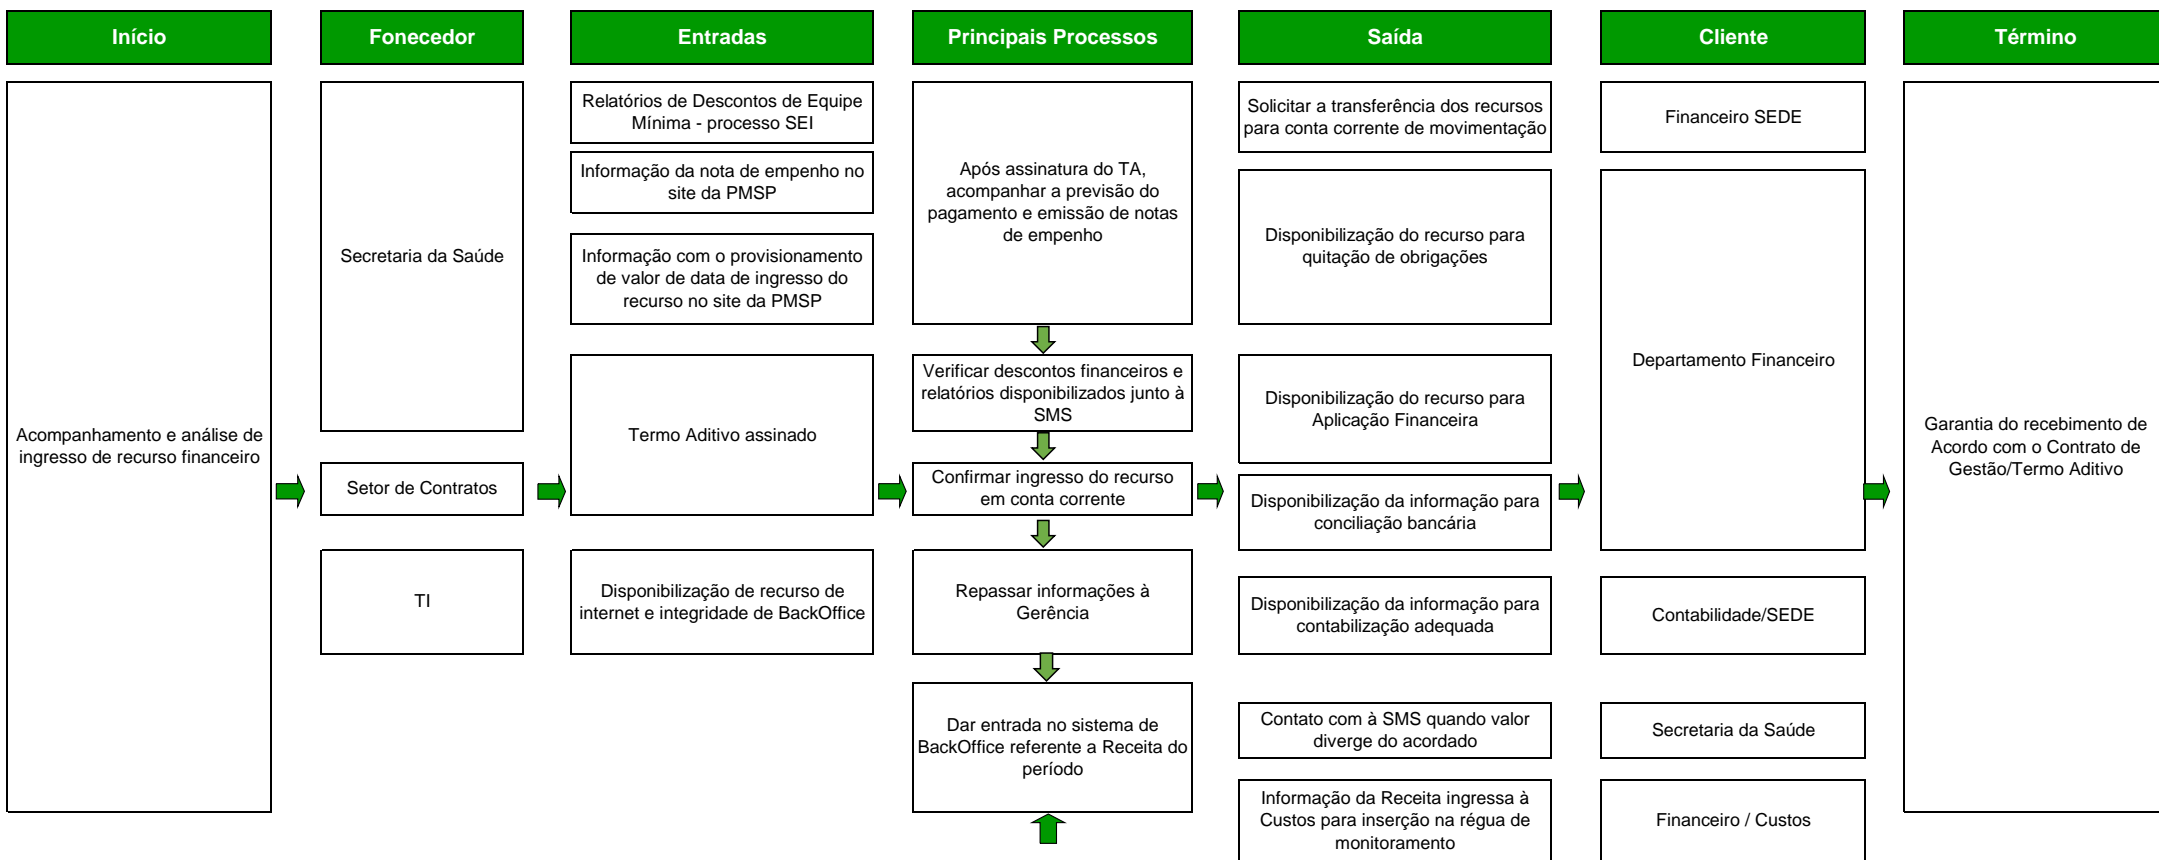 Início
Fonecedor
Entradas
Principais Processos
Saída
Cliente
Término
Acompanhamento e análise de
ingresso de recurso financeiro
Secretaria da Saúde
Setor de Contratos
TI
Relatórios de Descontos de Equipe
Mínima - processo SEI
Informação da nota de empenho no
site da PMSP
Informação com o provisionamento
de valor de data de ingresso do
recurso no site da PMSP
Termo Aditivo assinado
Disponibilização de recurso de
internet e integridade de BackOffice
Após assinatura do TA,
acompanhar a previsão do
pagamento e emissão de notas
de empenho
Verificar descontos financeiros e
relatórios disponibilizados junto à
SMS
Confirmar ingresso do recurso
em conta corrente
Repassar informações à
Gerência
Dar entrada no sistema de
BackOffice referente a Receita do
período
Solicitar a transferência dos recursos
para conta corrente de movimentação
Disponibilização do recurso para
quitação de obrigações
Disponibilização do recurso para
Aplicação Financeira
Disponibilização da informação para
conciliação bancária
Disponibilização da informação para
contabilização adequada
Contato com à SMS quando valor
diverge do acordado
Informação da Receita ingressa à
Custos para inserção na régua de
monitoramento
Financeiro SEDE
Departamento Financeiro
Contabilidade/SEDE
Secretaria da Saúde
Financeiro / Custos
Garantia do recebimento de
Acordo com o Contrato de
Gestão/Termo Aditivo